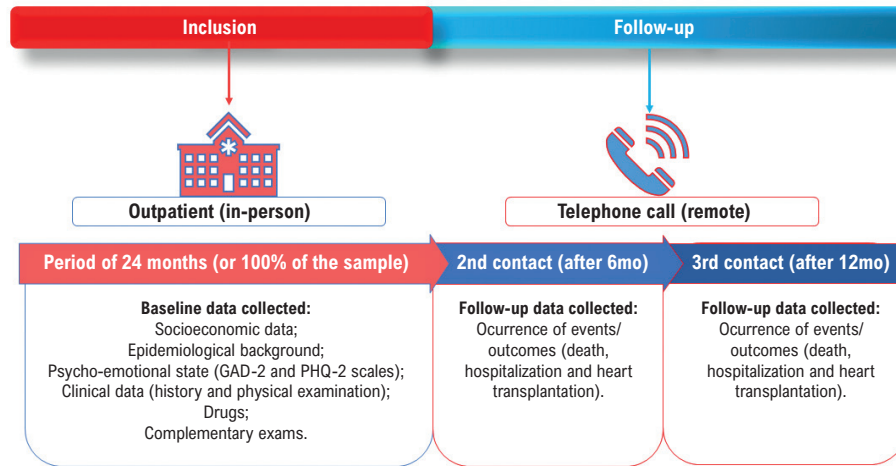 Inclusion
Follow-up
Outpatient (in-person)
Telephone call (remote)
Period of 24 months (or 100% of the sample)
2nd contact (after 6mo)
3rd contact (after 12mo)
Baseline data collected:
Socioeconomic data;
Epidemiological background;
Psycho-emotional state (GAD-2 and PHQ-2 scales);
Clinical data (history and physical examination);
Drugs;
Complementary exams.
Follow-up data collected:
Ocurrence of events/
outcomes (death,
hospitalization and heart
transplantation).
Follow-up data collected:
Ocurrence of events/
outcomes (death,
hospitalization and heart
transplantation).